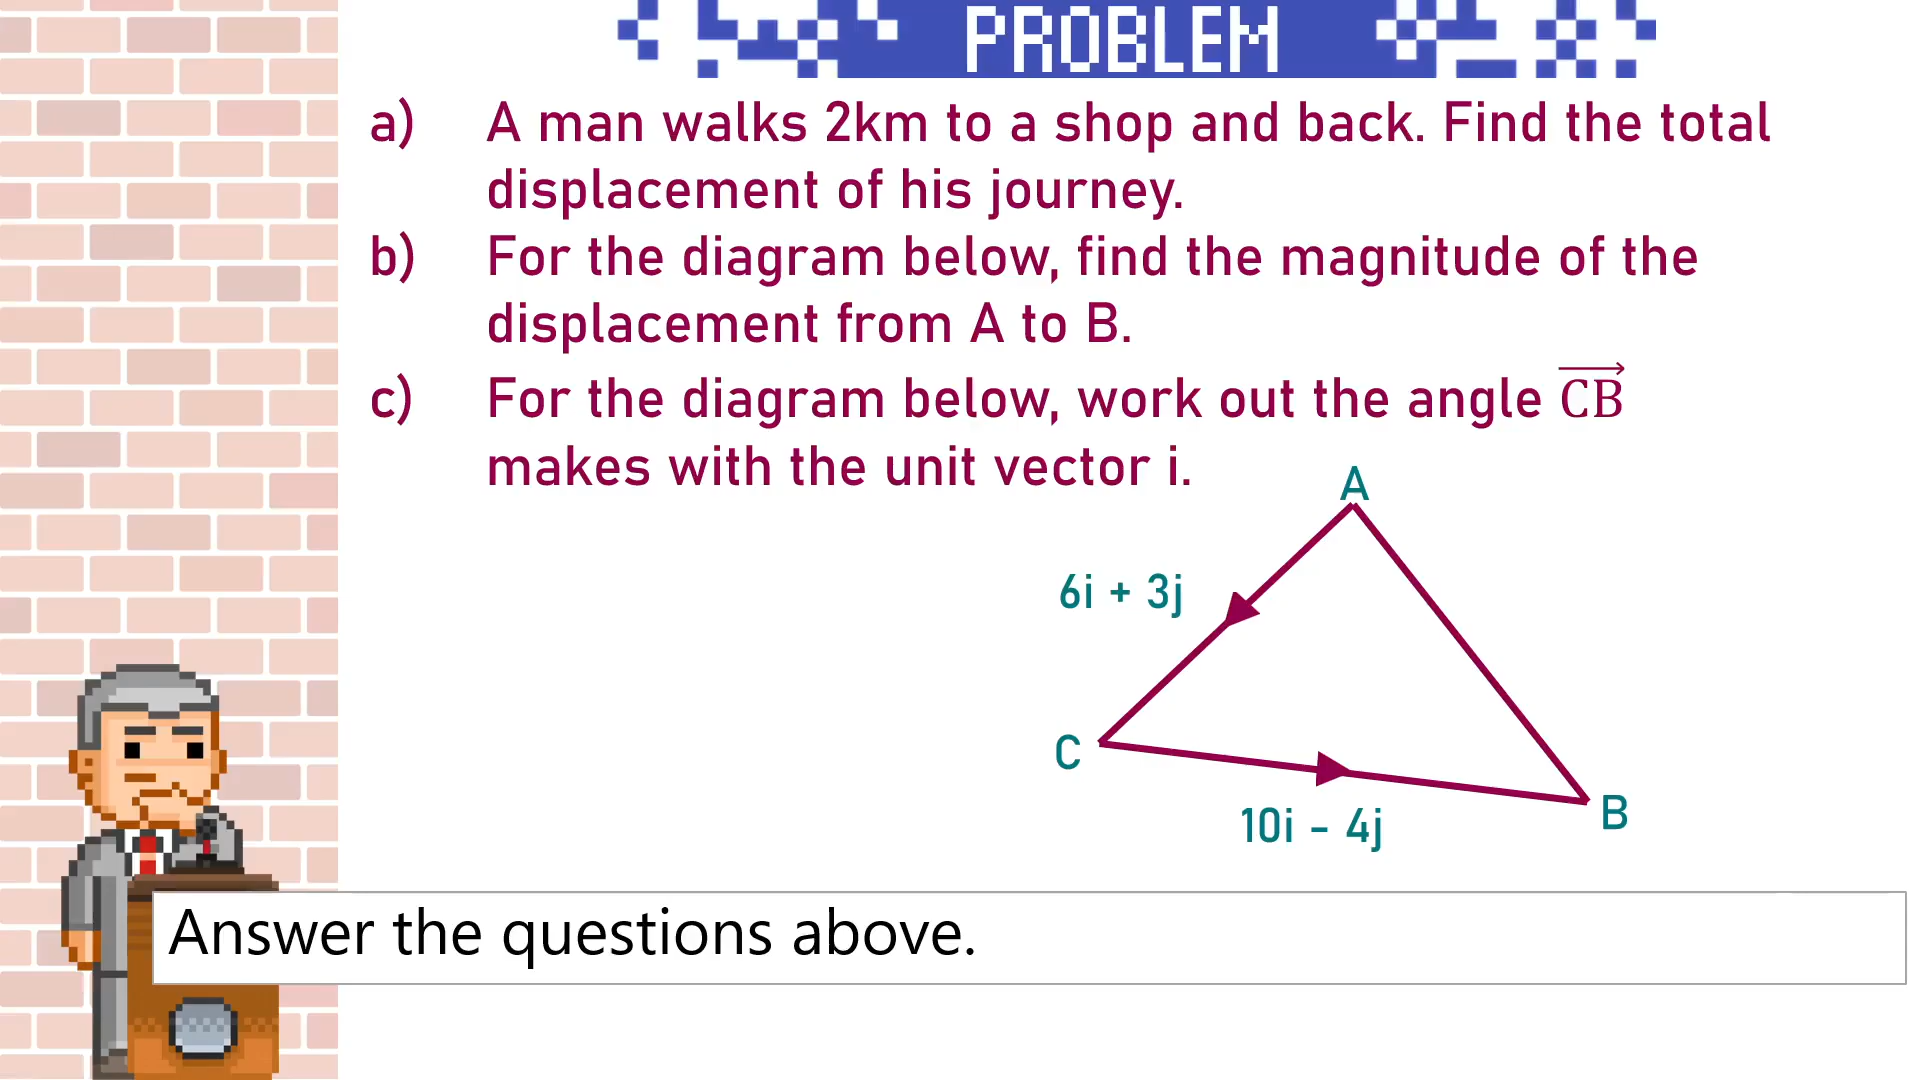 PROBLEM
a) A man walks 2km to a shop and back. Find the total
displacement of his journey.
b) For the diagram below, find the magnitude of the
displacement from A to B.
c) For the diagram below, work out the angle CB
makes with the unit vector i.
A
6i + 3j
C
B
10i - 4j
Answer the questions above.